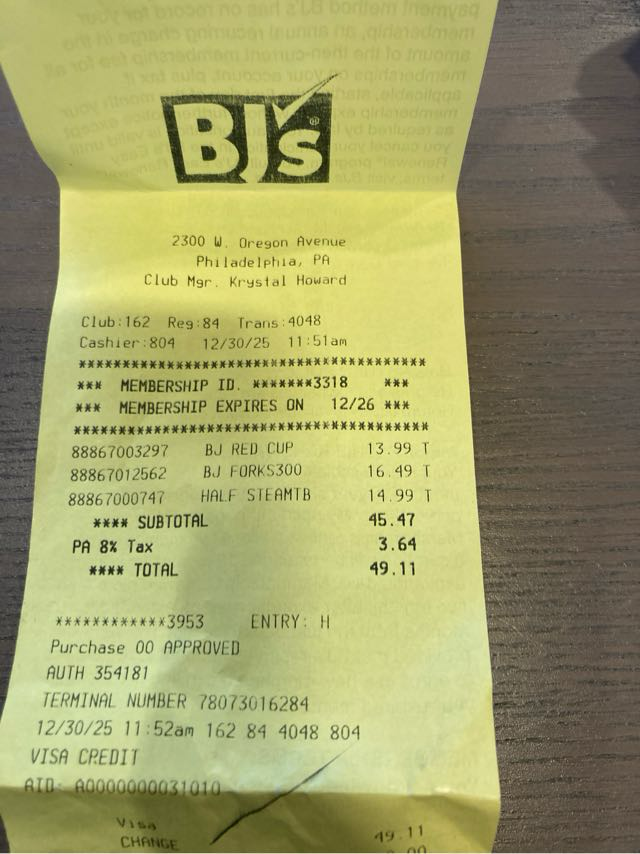 BJ's®
2300 W. Oregon Avenue
Philadelphia, PA
Club Mgr. Krystal Howard
Club:162 Reg:84 Trans:4048
Cashier:804 12/30/25 11:51am
****************************************
*** MEMBERSHIP ID. *******3318 ***
*** MEMBERSHIP EXPIRES ON 12/26 ***
****************************************
88867003297 BJ RED CUP 13.99 T
88867012562 BJ FORKS300 16.49 T
88867000747 HALF STEAMTB 14.99 T
**** SUBTOTAL 45.47
PA 8% Tax 3.64
**** TOTAL 49.11
************3953 ENTRY: H
Purchase 00 APPROVED
AUTH 354181
TERMINAL NUMBER 78073016284
12/30/25 11:52am 162 84 4048 804
VISA CREDIT
AID: A0000000031010
Visa 49.11
CHANGE